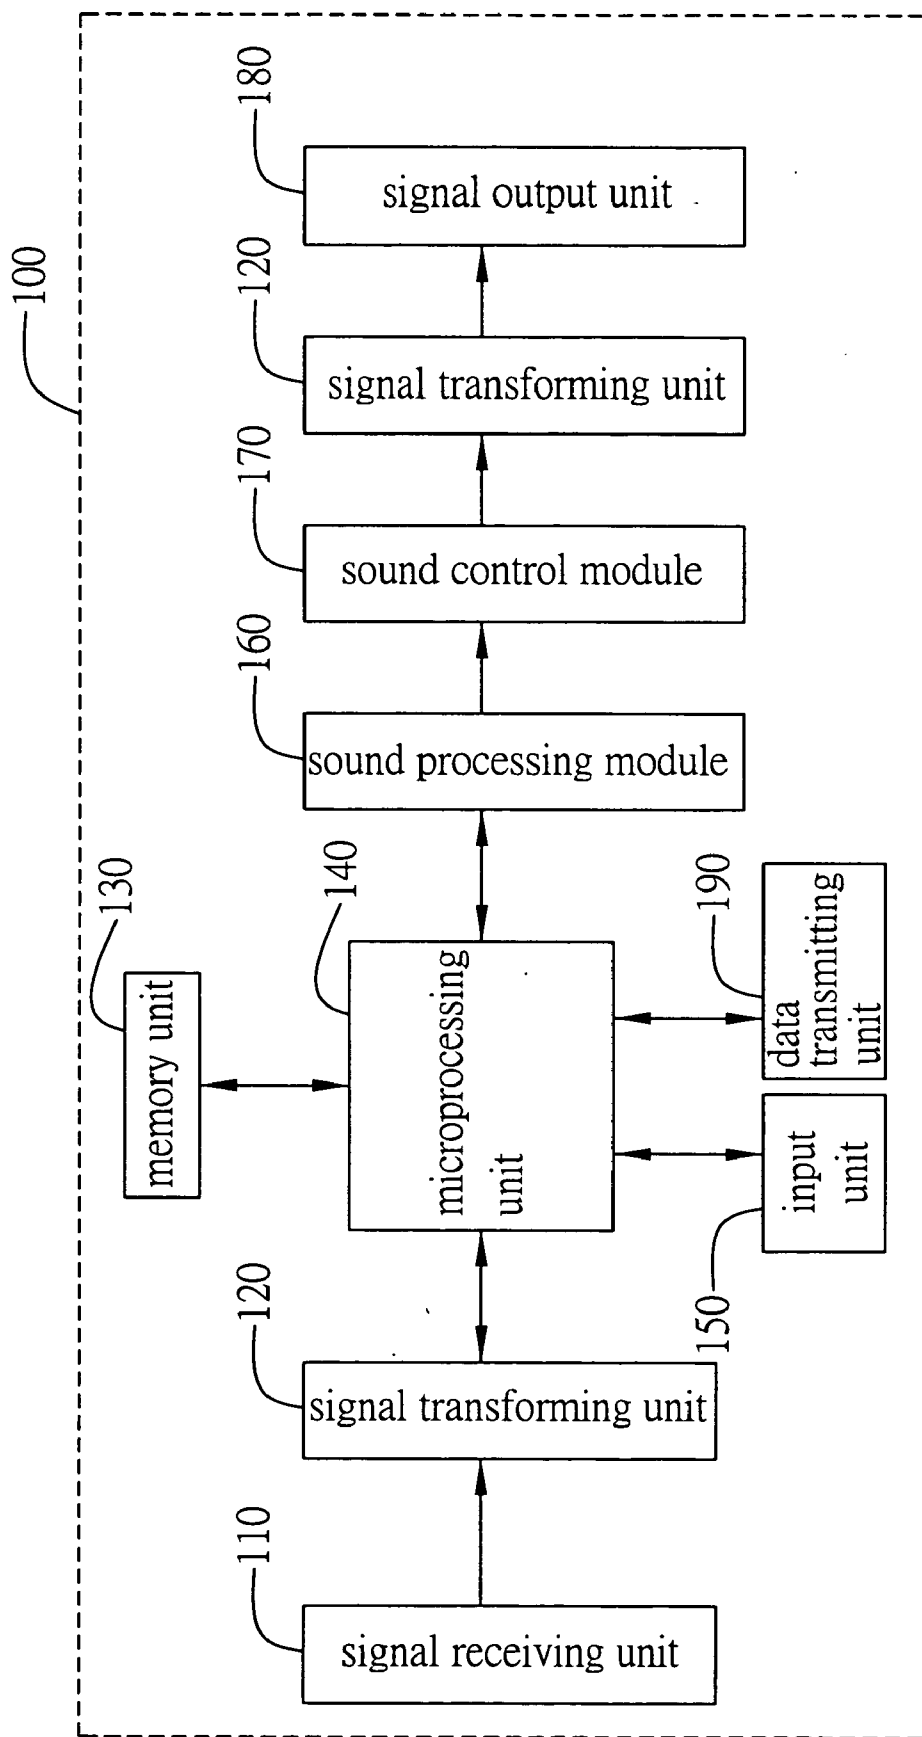 100
180
signal output unit
120
signal transforming unit
170
sound control module
160
sound processing module
130
memory unit
140
microprocessing
unit
190
data
transmitting
unit
150
input
unit
120
signal transforming unit
110
signal receiving unit